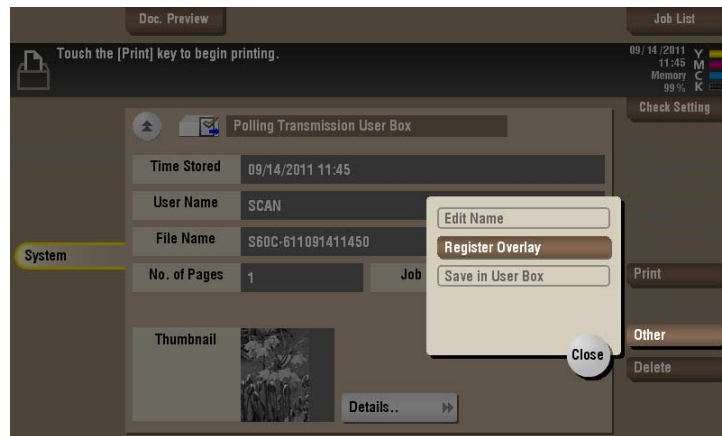 Doc. Preview
Job List
Touch the [Print] key to begin printing.
09/14/2011
11:45
Memory
99%
Y
M
C
K
Check Setting
Polling Transmission User Box
Time Stored
09/14/2011 11:45
User Name
SCAN
File Name
S60C-611091411450
No. of Pages
1
Job
System
Edit Name
Register Overlay
Save in User Box
Close
Print
Other
Delete
Thumbnail
Details..